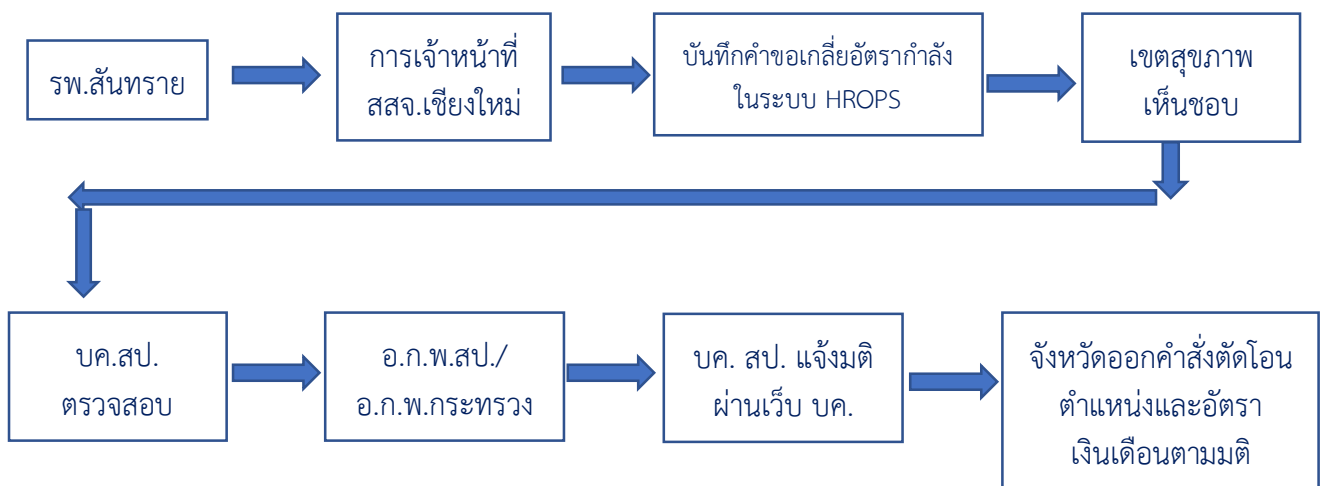 รพ.สันทราย
การเจ้าหน้าที่
สสจ.เชียงใหม่
บันทึกคำขอเกลี่ยอัตรากำลัง
ในระบบ HROPS
เขตสุขภาพ
เห็นชอบ
บค.สป.
ตรวจสอบ
อ.ก.พ.สป./
อ.ก.พ.กระทรวง
บค. สป. แจ้งมติ
ผ่านเว็บ บค.
จังหวัดออกคำสั่งตัดโอน
ตำแหน่งและอัตรา
เงินเดือนตามมติ